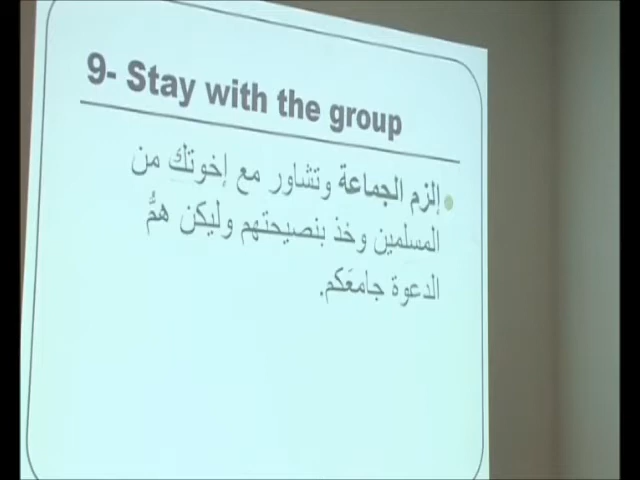 9- Stay with the group
إلزم الجماعة وتشاور مع إخوتك من
المسلمين وخذ بنصيحتهم وليكن همُّ
الدعوة جامعَكم.